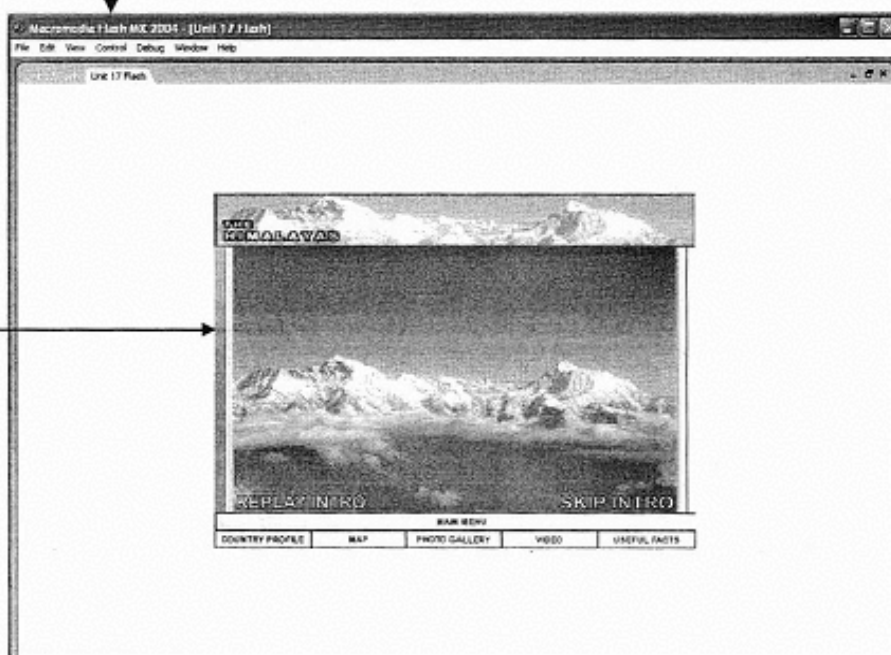 Macromedia Flash MX 2004 - [Unit 17 Flash]
File Edit View Control Debug Window Help
Unit 17 Flash
THE
HIMALAYAS
REPLAY INTRO SKIP INTRO
MAIN MENU
COUNTRY PROFILE MAP PHOTO GALLERY VIDEO USEFUL FACTS